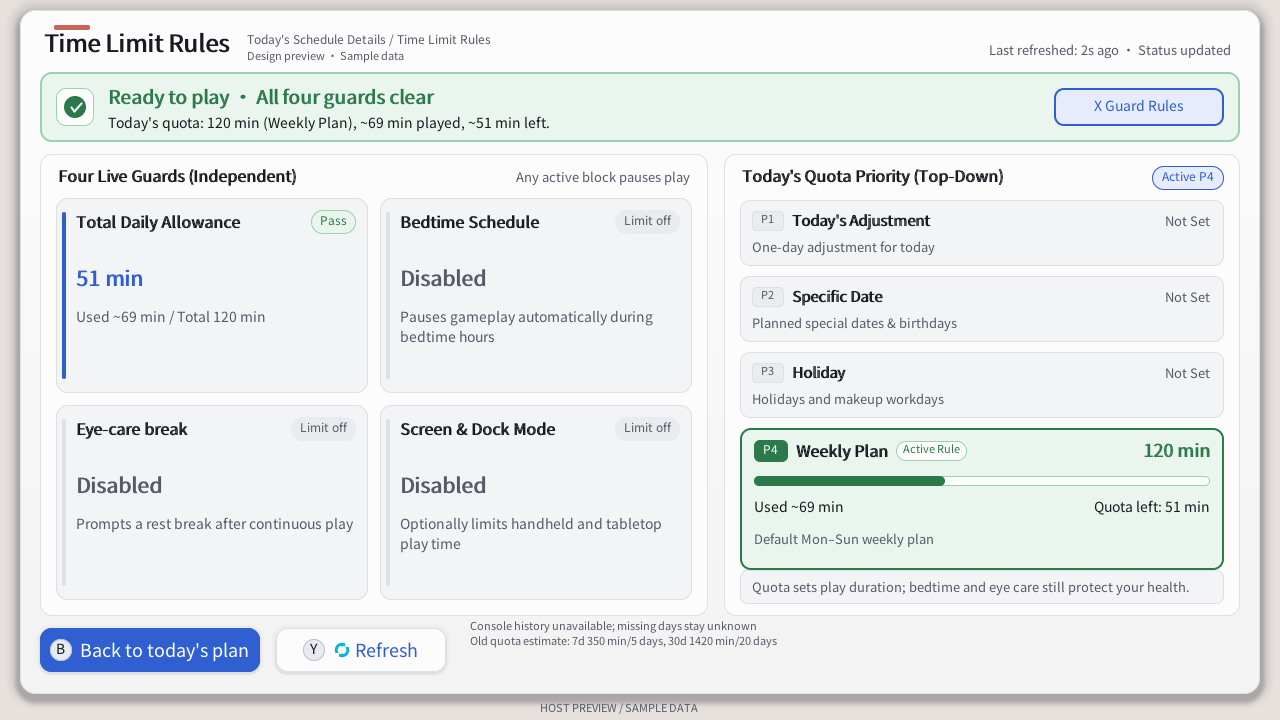 Time Limit Rules
Today's Schedule Details / Time Limit Rules
Design preview • Sample data
Last refreshed: 2s ago • Status updated
Ready to play • All four guards clear
Today's quota: 120 min (Weekly Plan), ~69 min played, ~51 min left.
X Guard Rules
Four Live Guards (Independent)
Any active block pauses play
Total Daily Allowance
Pass
51 min
Used ~69 min / Total 120 min
Bedtime Schedule
Limit off
Disabled
Pauses gameplay automatically during
bedtime hours
Eye-care break
Limit off
Disabled
Prompts a rest break after continuous play
Screen & Dock Mode
Limit off
Disabled
Optionally limits handheld and tabletop
play time
Today's Quota Priority (Top-Down)
Active P4
P1 Today's Adjustment
Not Set
One-day adjustment for today
P2 Specific Date
Not Set
Planned special dates & birthdays
P3 Holiday
Not Set
Holidays and makeup workdays
P4 Weekly Plan Active Rule
120 min
Used ~69 min
Quota left: 51 min
Default Mon–Sun weekly plan
Quota sets play duration; bedtime and eye care still protect your health.
B Back to today's plan
Y Refresh
Console history unavailable; missing days stay unknown
Old quota estimate: 7d 350 min/5 days, 30d 1420 min/20 days
HOST PREVIEW / SAMPLE DATA